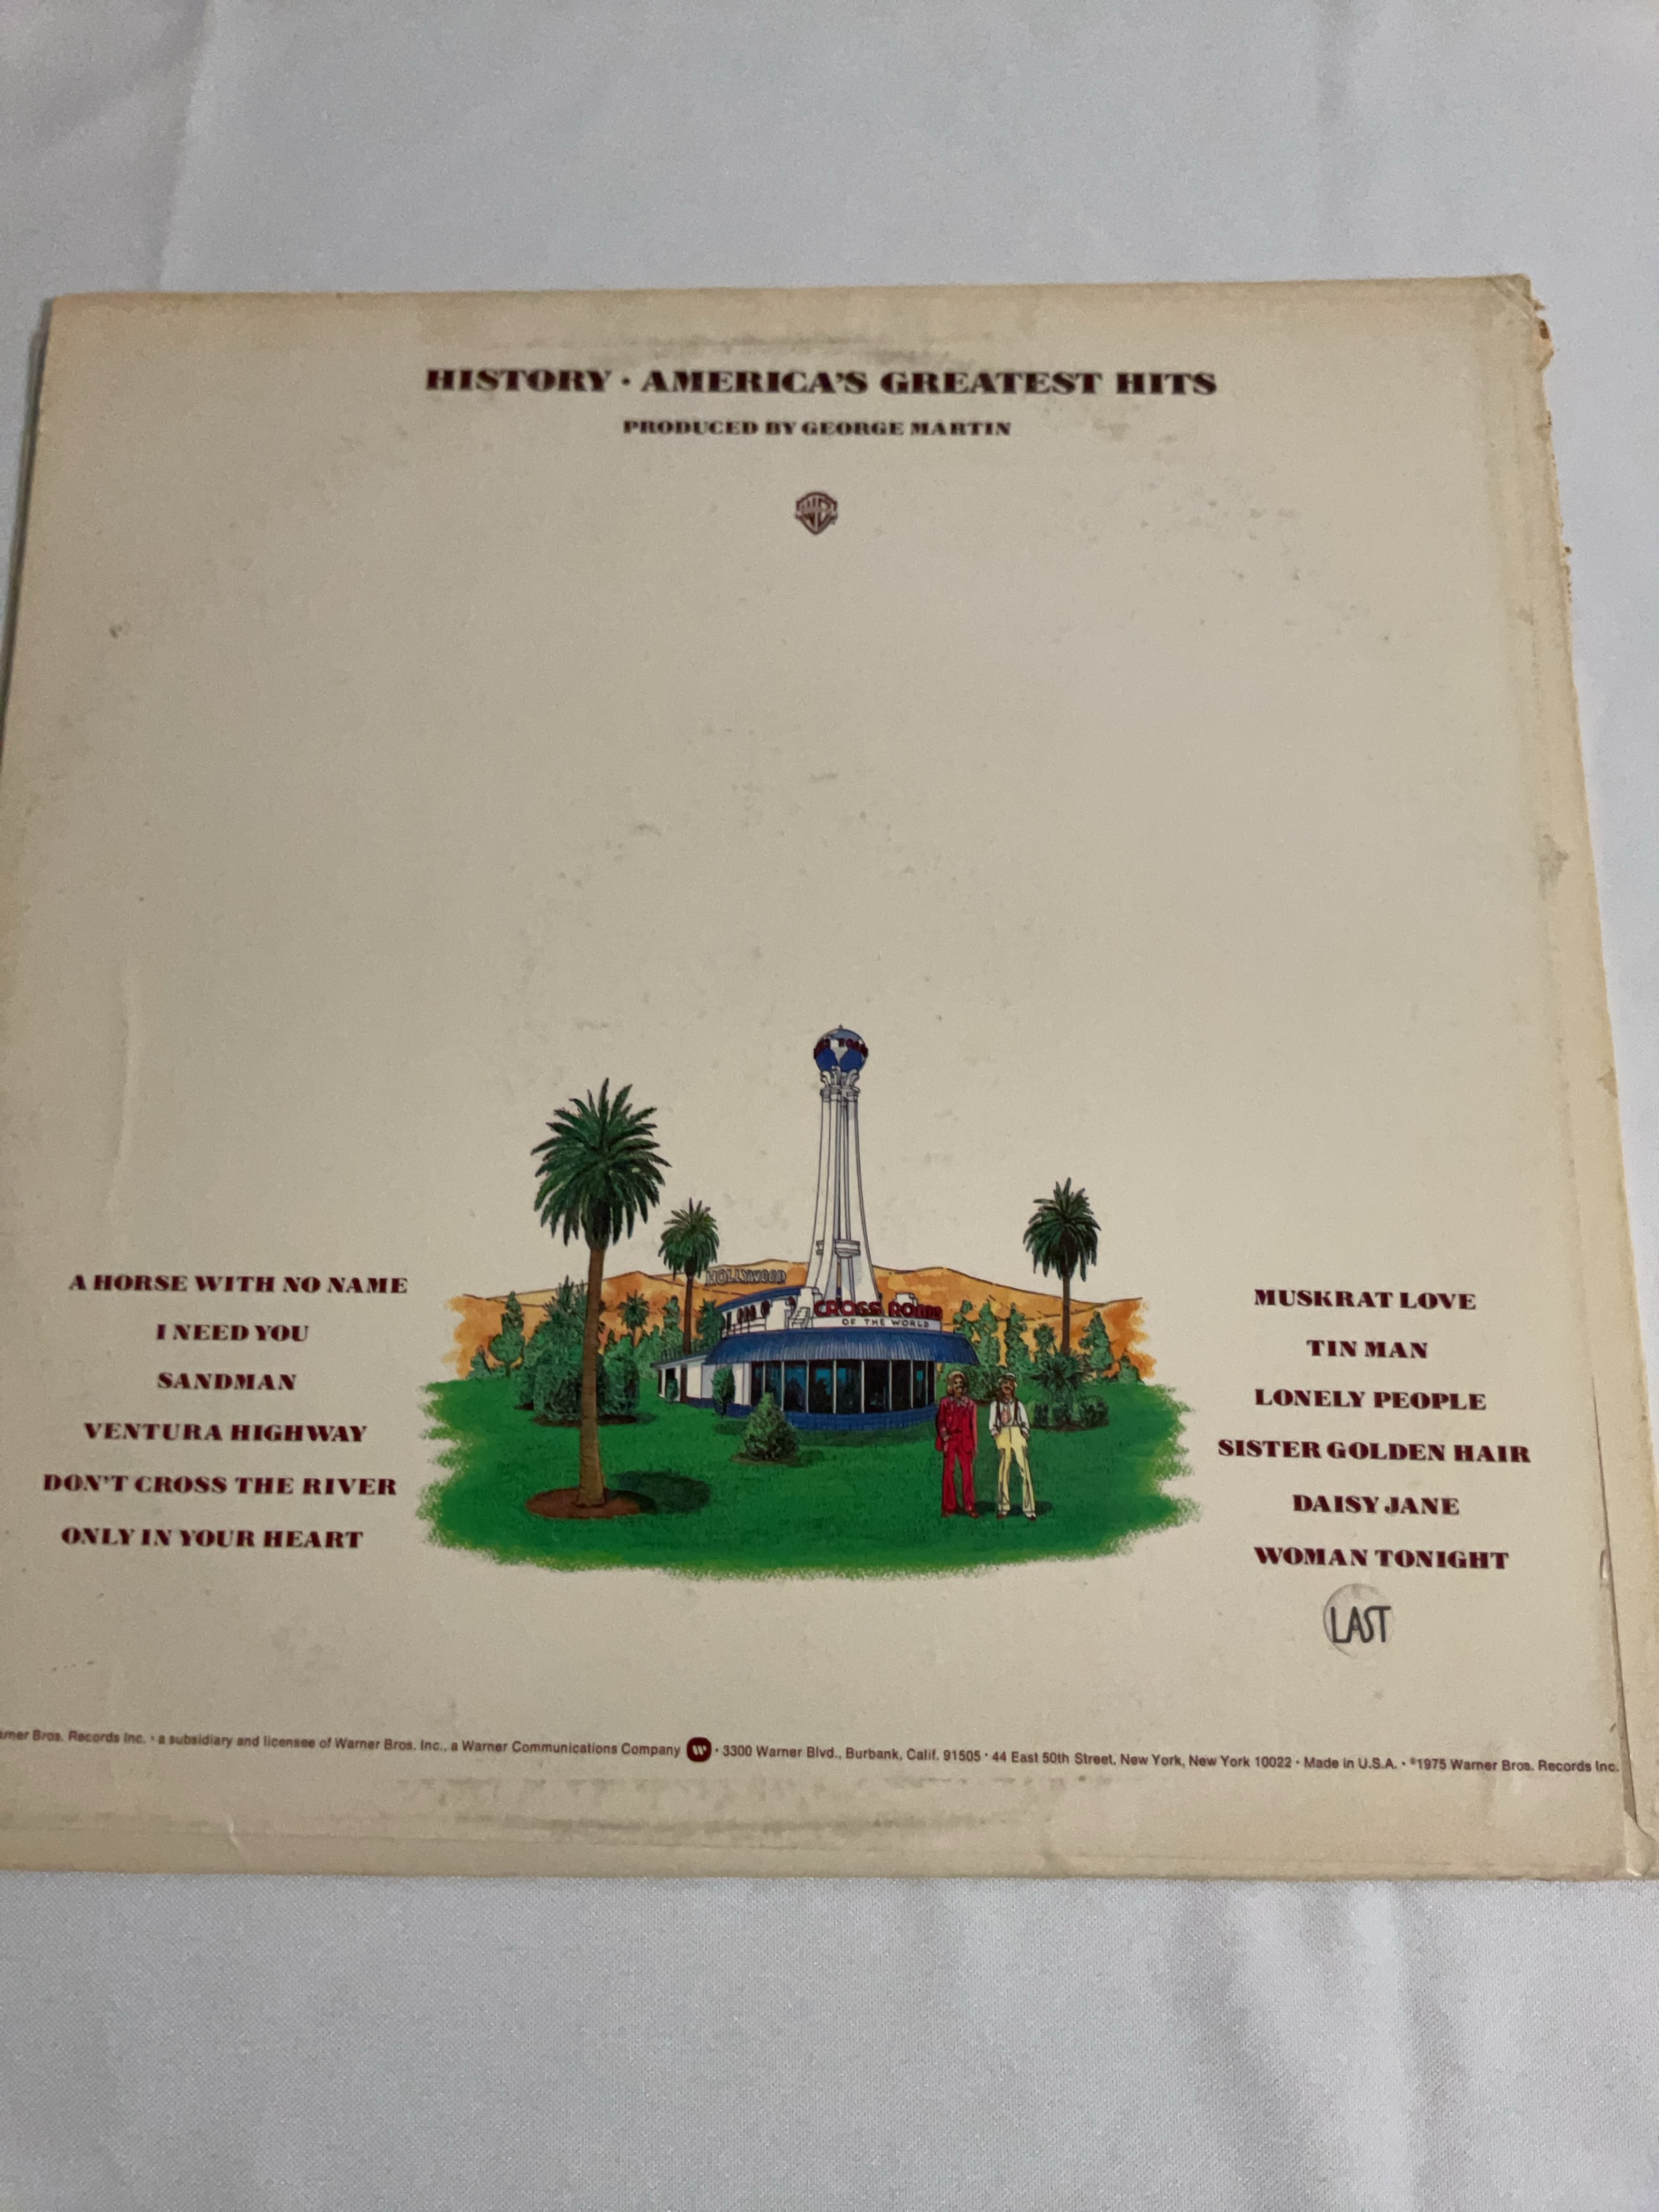 HISTORY · AMERICA'S GREATEST HITS
PRODUCED BY GEORGE MARTIN
A HORSE WITH NO NAME
I NEED YOU
SANDMAN
VENTURA HIGHWAY
DON'T CROSS THE RIVER
ONLY IN YOUR HEART
HOLLYWOOD
CROSS ROADS
OF THE WORLD
MUSKRAT LOVE
TIN MAN
LONELY PEOPLE
SISTER GOLDEN HAIR
DAISY JANE
WOMAN TONIGHT
LAST
Bros. Records Inc. · a subsidiary and licensee of Warner Bros. Inc., a Warner Communications Company W · 3300 Warner Blvd., Burbank, Calif. 91505 · 44 East 50th Street, New York, New York 10022 · Made in U.S.A. · ©1975 Warner Bros. Records Inc.